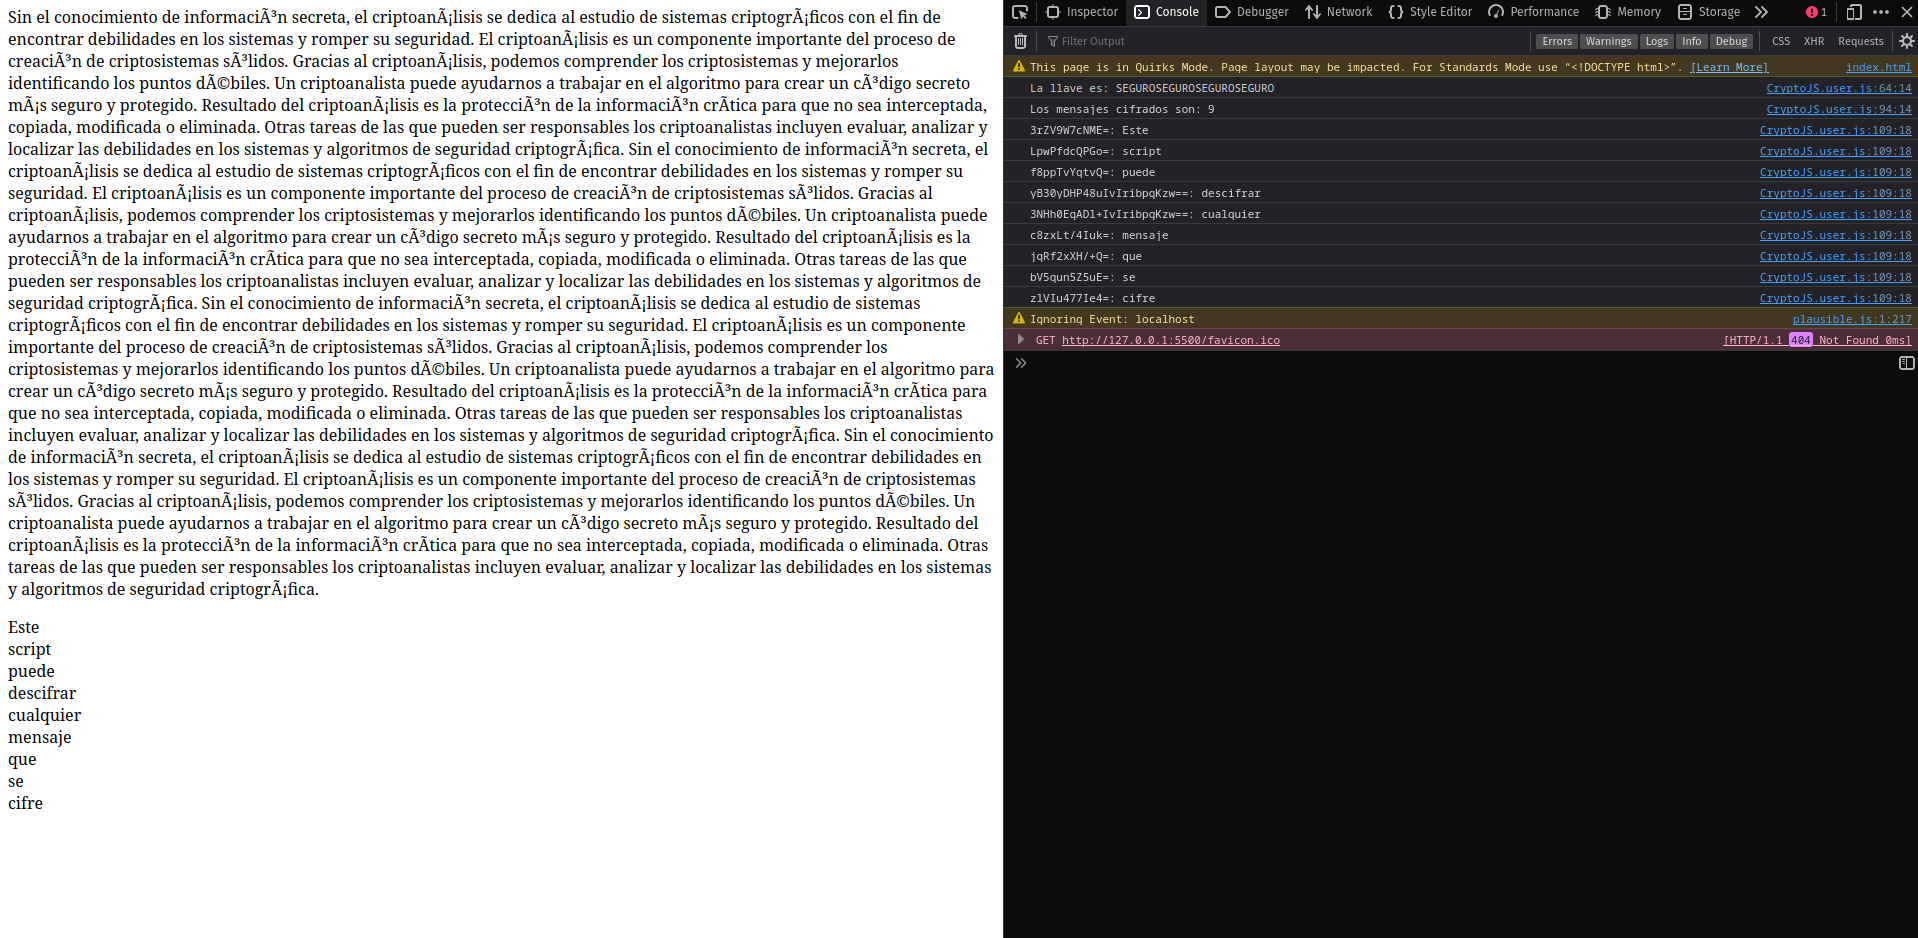 Sin el conocimiento de informaciÃ³n secreta, el criptoanÃ¡lisis se dedica al estudio de sistemas criptogrÃ¡ficos con el fin de
encontrar debilidades en los sistemas y romper su seguridad. El criptoanÃ¡lisis es un componente importante del proceso de
creaciÃ³n de criptosistemas sÃ³lidos. Gracias al criptoanÃ¡lisis, podemos comprender los criptosistemas y mejorarlos
identificando los puntos dÃ©biles. Un criptoanalista puede ayudarnos a trabajar en el algoritmo para crear un cÃ³digo secreto
mÃ¡s seguro y protegido. Resultado del criptoanÃ¡lisis es la protecciÃ³n de la informaciÃ³n crÃ­tica para que no sea interceptada,
copiada, modificada o eliminada. Otras tareas de las que pueden ser responsables los criptoanalistas incluyen evaluar, analizar y
localizar las debilidades en los sistemas y algoritmos de seguridad criptogrÃ¡fica. Sin el conocimiento de informaciÃ³n secreta, el
criptoanÃ¡lisis se dedica al estudio de sistemas criptogrÃ¡ficos con el fin de encontrar debilidades en los sistemas y romper su
seguridad. El criptoanÃ¡lisis es un componente importante del proceso de creaciÃ³n de criptosistemas sÃ³lidos. Gracias al
criptoanÃ¡lisis, podemos comprender los criptosistemas y mejorarlos identificando los puntos dÃ©biles. Un criptoanalista puede
ayudarnos a trabajar en el algoritmo para crear un cÃ³digo secreto mÃ¡s seguro y protegido. Resultado del criptoanÃ¡lisis es la
protecciÃ³n de la informaciÃ³n crÃ­tica para que no sea interceptada, copiada, modificada o eliminada. Otras tareas de las que
pueden ser responsables los criptoanalistas incluyen evaluar, analizar y localizar las debilidades en los sistemas y algoritmos de
seguridad criptogrÃ¡fica. Sin el conocimiento de informaciÃ³n secreta, el criptoanÃ¡lisis se dedica al estudio de sistemas
criptogrÃ¡ficos con el fin de encontrar debilidades en los sistemas y romper su seguridad. El criptoanÃ¡lisis es un componente
importante del proceso de creaciÃ³n de criptosistemas sÃ³lidos. Gracias al criptoanÃ¡lisis, podemos comprender los
criptosistemas y mejorarlos identificando los puntos dÃ©biles. Un criptoanalista puede ayudarnos a trabajar en el algoritmo para
crear un cÃ³digo secreto mÃ¡s seguro y protegido. Resultado del criptoanÃ¡lisis es la protecciÃ³n de la informaciÃ³n crÃ­tica para
que no sea interceptada, copiada, modificada o eliminada. Otras tareas de las que pueden ser responsables los criptoanalistas
incluyen evaluar, analizar y localizar las debilidades en los sistemas y algoritmos de seguridad criptogrÃ¡fica. Sin el conocimiento
de informaciÃ³n secreta, el criptoanÃ¡lisis se dedica al estudio de sistemas criptogrÃ¡ficos con el fin de encontrar debilidades en
los sistemas y romper su seguridad. El criptoanÃ¡lisis es un componente importante del proceso de creaciÃ³n de criptosistemas
sÃ³lidos. Gracias al criptoanÃ¡lisis, podemos comprender los criptosistemas y mejorarlos identificando los puntos dÃ©biles. Un
criptoanalista puede ayudarnos a trabajar en el algoritmo para crear un cÃ³digo secreto mÃ¡s seguro y protegido. Resultado del
criptoanÃ¡lisis es la protecciÃ³n de la informaciÃ³n crÃ­tica para que no sea interceptada, copiada, modificada o eliminada. Otras
tareas de las que pueden ser responsables los criptoanalistas incluyen evaluar, analizar y localizar las debilidades en los sistemas
y algoritmos de seguridad criptogrÃ¡fica.
Este
script
puede
descifrar
cualquier
mensaje
que
se
cifre
Inspector Console Debugger Network Style Editor Performance Memory Storage 1
Filter Output Errors Warnings Logs Info Debug CSS XHR Requests
This page is in Quirks Mode. Page layout may be impacted. For Standards Mode use “<!DOCTYPE html>”. [Learn More] index.html
La llave es: SEGUROSEGUROSEGUROSEGURO CryptoJS.user.js:64:14
Los mensajes cifrados son: 9 CryptoJS.user.js:94:14
3rZV9W7cNME=: Este CryptoJS.user.js:109:18
LpwPfdcQPGo=: script CryptoJS.user.js:109:18
f8ppTvYqtvQ=: puede CryptoJS.user.js:109:18
yB30yDHP48uIvIribpqKzw==: descifrar CryptoJS.user.js:109:18
3NHh0EqADl+IvIribpqKzw==: cualquier CryptoJS.user.js:109:18
c8zxLt/4Iuk=: mensaje CryptoJS.user.js:109:18
jqRf2xXH/+Q=: que CryptoJS.user.js:109:18
bV5qun5Z5uE=: se CryptoJS.user.js:109:18
zlVIu477Ie4=: cifre CryptoJS.user.js:109:18
Ignoring Event: localhost plausible.js:1:217
GET http://127.0.0.1:5500/favicon.ico [HTTP/1.1 404 Not Found 0ms]